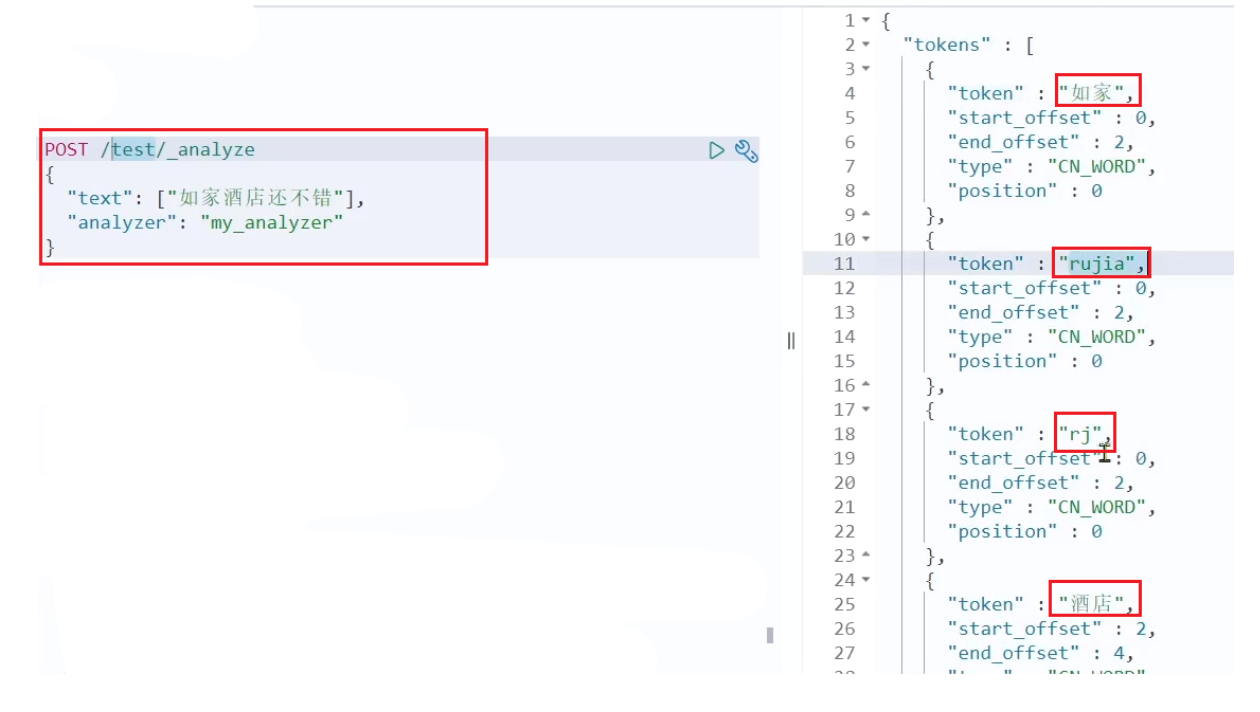 POST /test/_analyze
{
"text": ["如家酒店还不错"],
"analyzer": "my_analyzer"
}
1 {
2 "tokens" : [
3 {
4 "token" : "如家",
5 "start_offset" : 0,
6 "end_offset" : 2,
7 "type" : "CN_WORD",
8 "position" : 0
9 },
10 {
11 "token" : "rujia",
12 "start_offset" : 0,
13 "end_offset" : 2,
14 "type" : "CN_WORD",
15 "position" : 0
16 },
17 {
18 "token" : "rj",
19 "start_offset" : 0,
20 "end_offset" : 2,
21 "type" : "CN_WORD",
22 "position" : 0
23 },
24 {
25 "token" : "酒店",
26 "start_offset" : 2,
27 "end_offset" : 4,